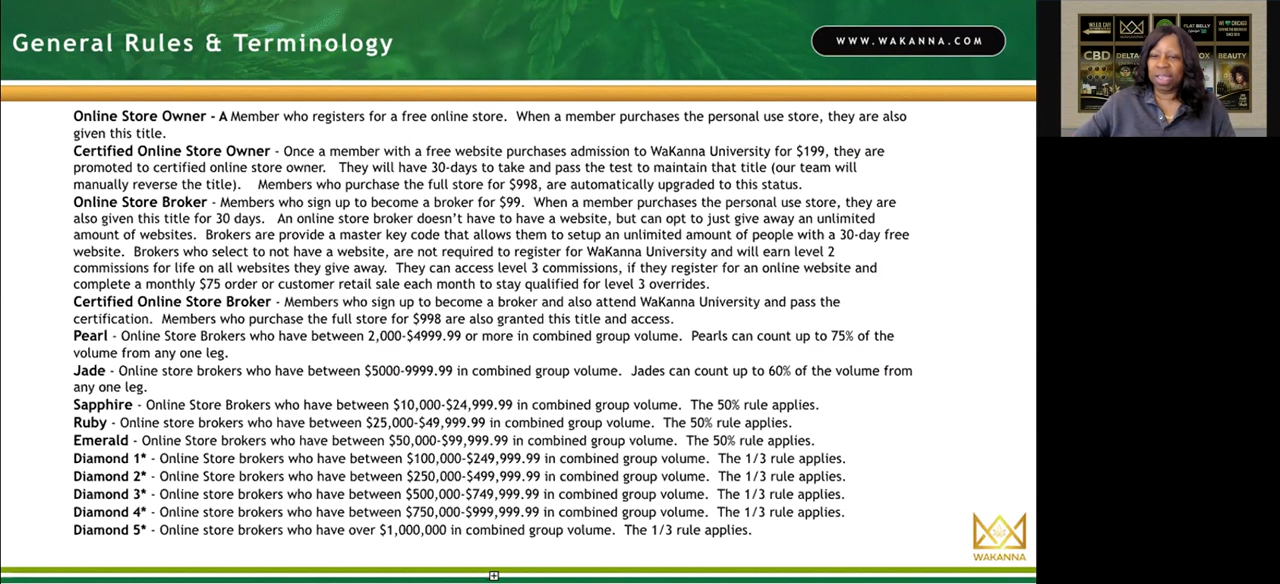 General Rules & Terminology
WWW.WAKANNA.COM
Online Store Owner - A Member who registers for a free online store. When a member purchases the personal use store, they are also
given this title.
Certified Online Store Owner - Once a member with a free website purchases admission to WaKanna University for $199, they are
promoted to certified online store owner. They will have 30-days to take and pass the test to maintain that title (our team will
manually reverse the title). Members who purchase the full store for $998, are automatically upgraded to this status.
Online Store Broker - Members who sign up to become a broker for $99. When a member purchases the personal use store, they are
also given this title for 30 days. An online store broker doesn't have to have a website, but can opt to just give away an unlimited
amount of websites. Brokers are provide a master key code that allows them to setup an unlimited amount of people with a 30-day free
website. Brokers who select to not have a website, are not required to register for WaKanna University and will earn level 2
commissions for life on all websites they give away. They can access level 3 commissions, if they register for an online website and
complete a monthly $75 order or customer retail sale each month to stay qualified for level 3 overrides.
Certified Online Store Broker - Members who sign up to become a broker and also attend WaKanna University and pass the
certification. Members who purchase the full store for $998 are also granted this title and access.
Pearl - Online Store Brokers who have between 2,000-$4999.99 or more in combined group volume. Pearls can count up to 75% of the
volume from any one leg.
Jade - Online store brokers who have between $5000-9999.99 in combined group volume. Jades can count up to 60% of the volume from
any one leg.
Sapphire - Online Store Brokers who have between $10,000-$24,999.99 in combined group volume. The 50% rule applies.
Ruby - Online store brokers who have between $25,000-$49,999.99 in combined group volume. The 50% rule applies.
Emerald - Online Store brokers who have between $50,000-$99,999.99 in combined group volume. The 50% rule applies.
Diamond 1* - Online Store brokers who have between $100,000-$249,999.99 in combined group volume. The 1/3 rule applies.
Diamond 2* - Online Store brokers who have between $250,000-$499,999.99 in combined group volume. The 1/3 rule applies.
Diamond 3* - Online Store brokers who have between $500,000-$749,999.99 in combined group volume. The 1/3 rule applies.
Diamond 4* - Online Store brokers who have between $750,000-$999,999.99 in combined group volume. The 1/3 rule applies.
Diamond 5* - Online Store brokers who have over $1,000,000 in combined group volume. The 1/3 rule applies.
WAKANNA
FLAT BELLY
CBD
DELTA
BEAUTY